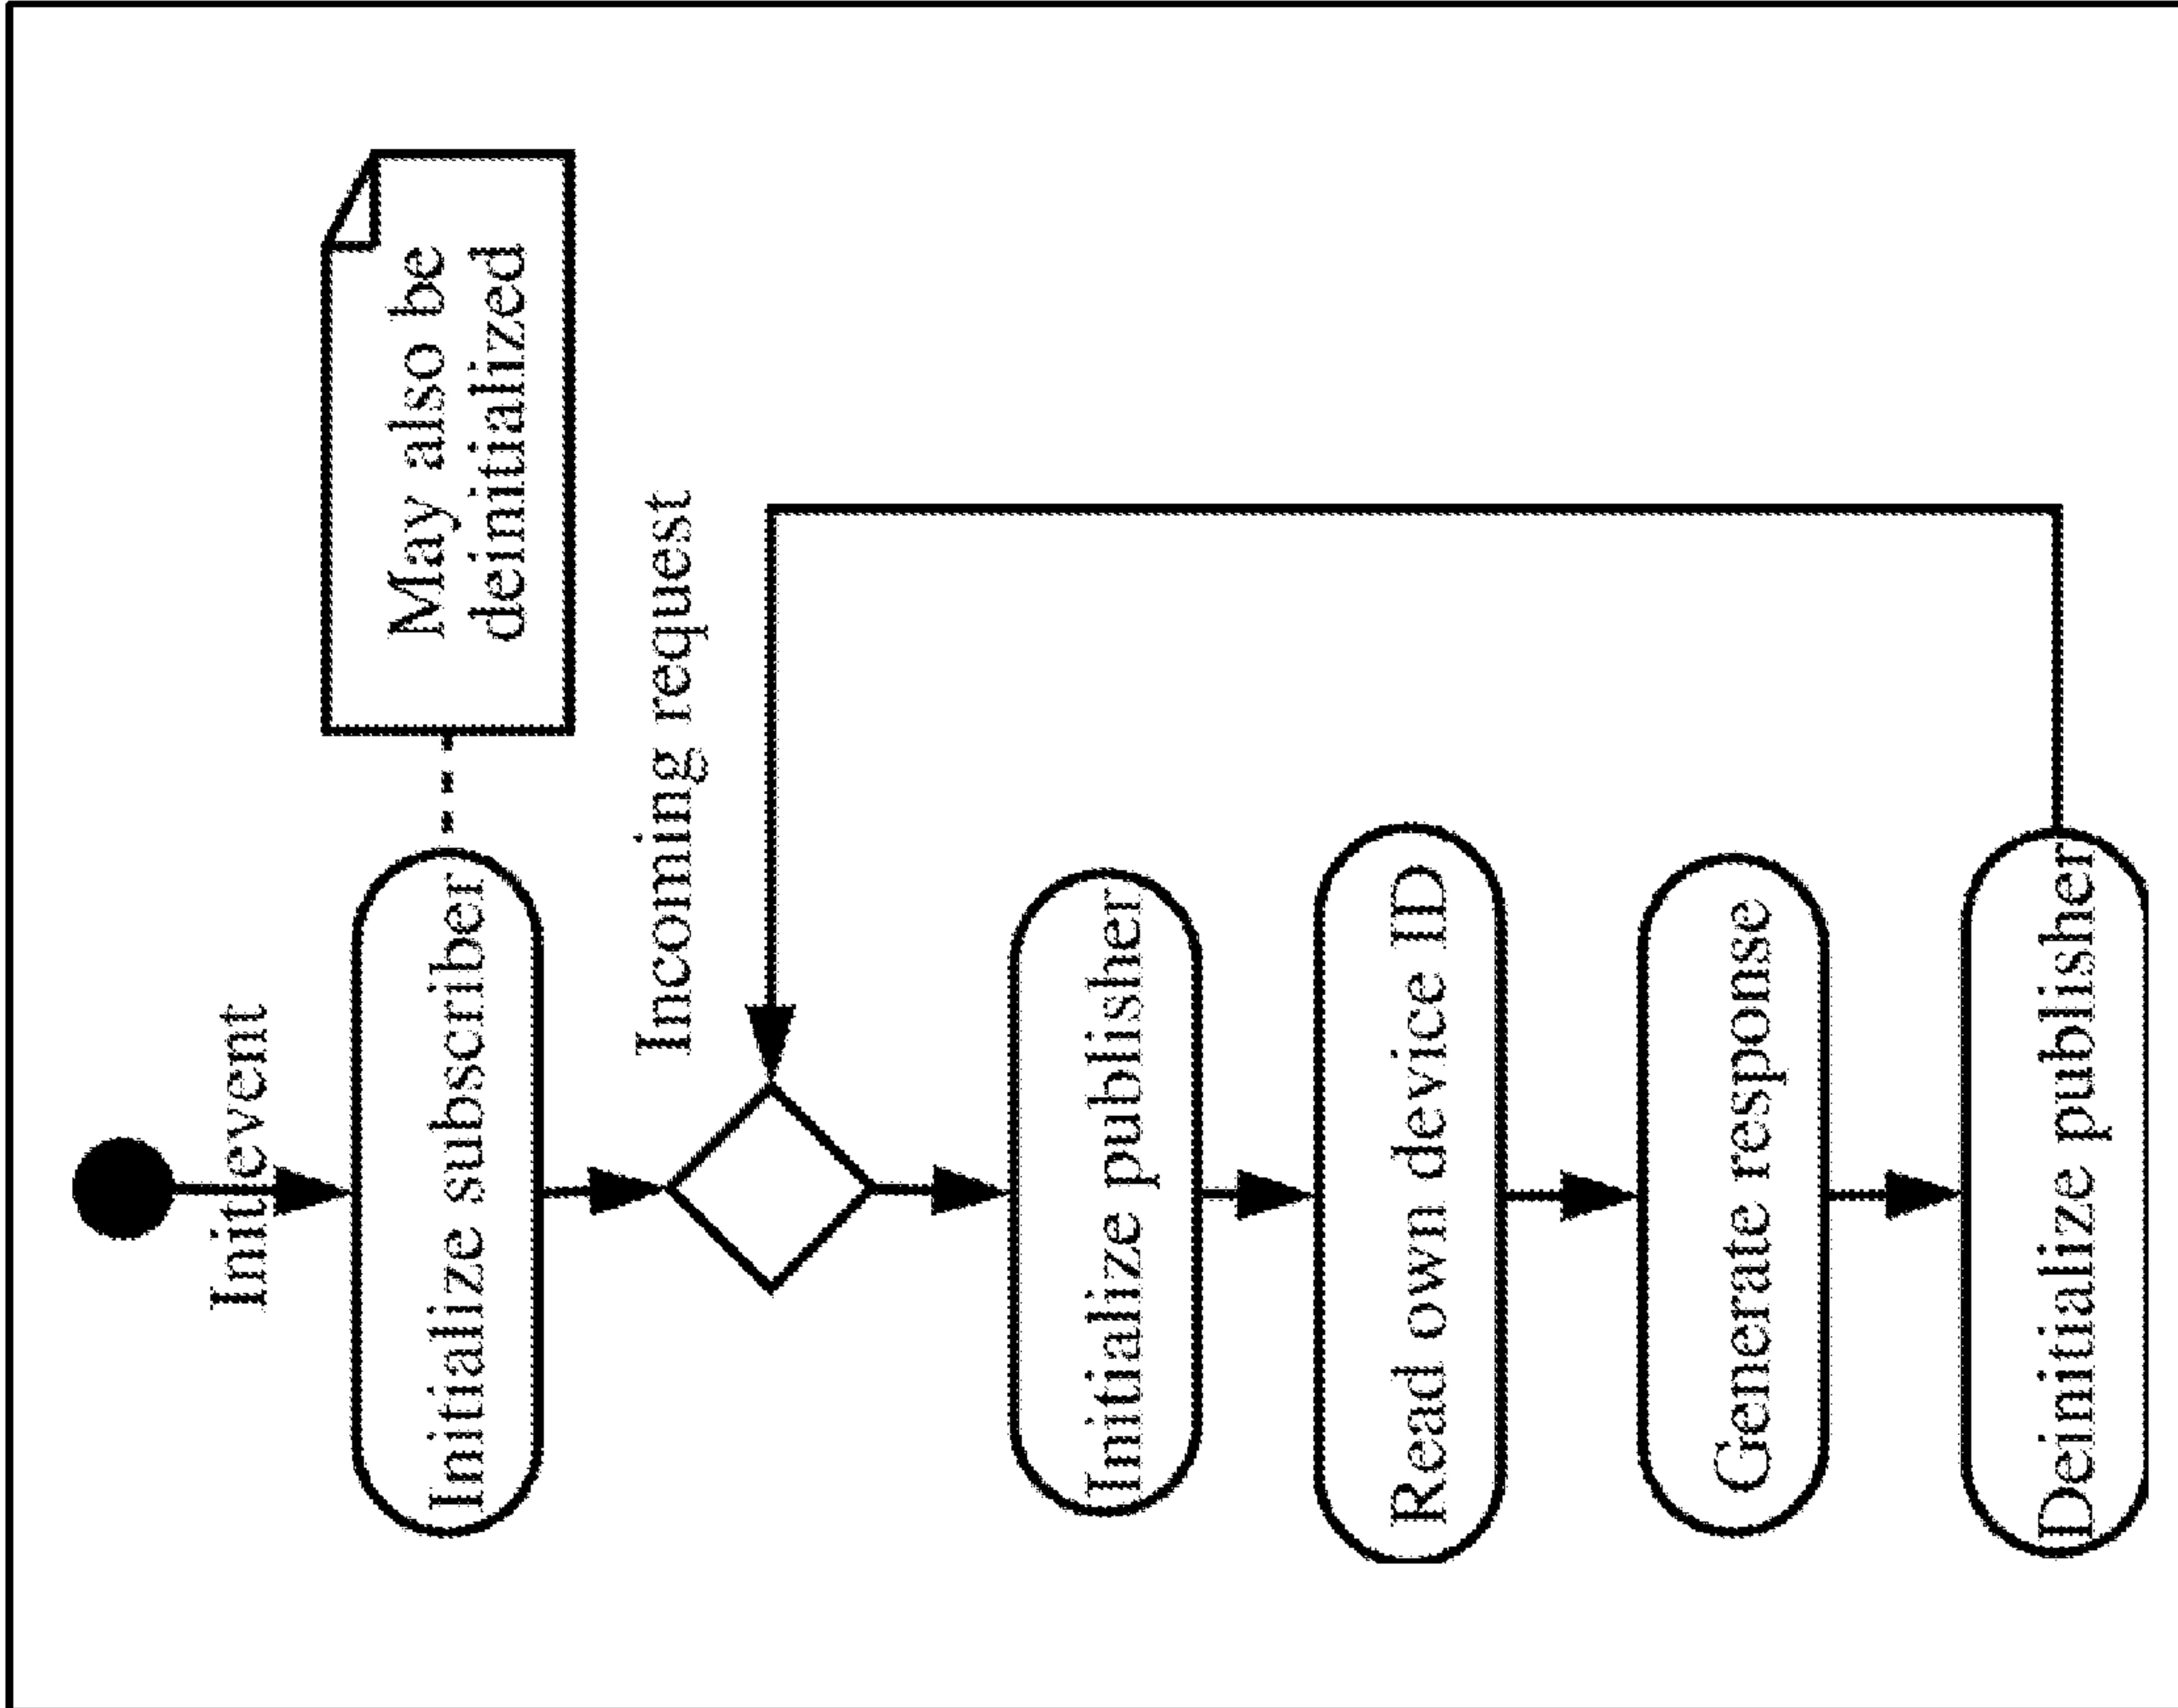 Init event
May also be
deinitialized
Initialize subscriber
Incoming request
Initialize publisher
Read own device ID
Generate response
Deinitialize publisher